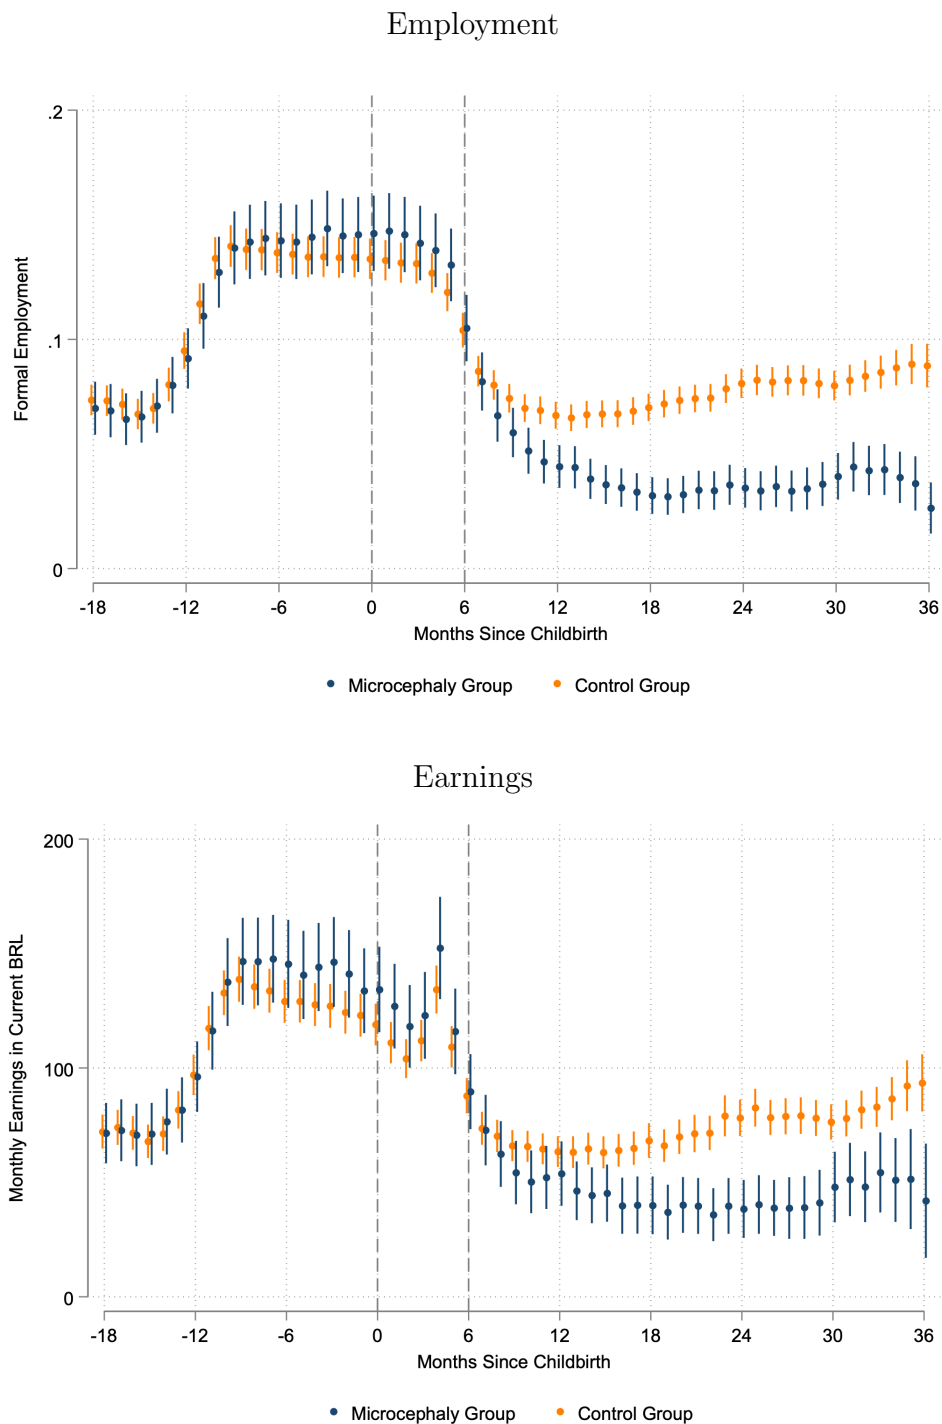 Employment
Formal Employment
.2
.1
0
-18 -12 -6 0 6 12 18 24 30 36
Months Since Childbirth
Microcephaly Group Control Group
Earnings
Monthly Earnings in Current BRL
200
100
0
-18 -12 -6 0 6 12 18 24 30 36
Months Since Childbirth
Microcephaly Group Control Group